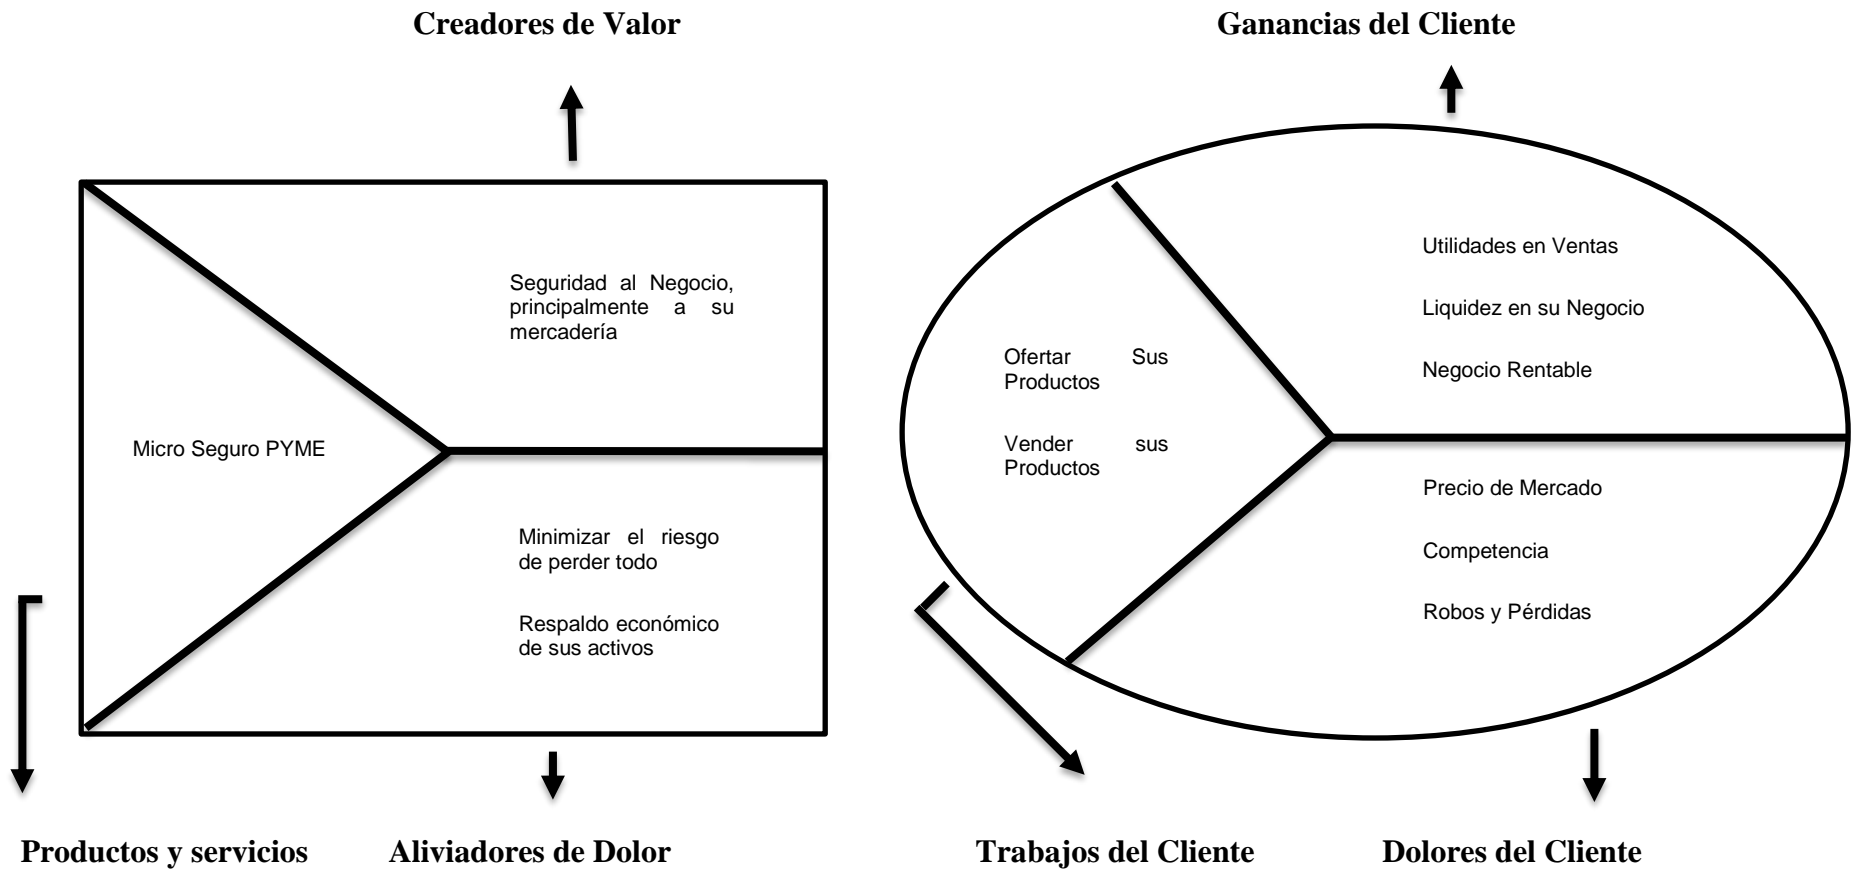 Creadores de Valor
Ganancias del Cliente
Seguridad al Negocio,
principalmente a su
mercadería
Micro Seguro PYME
Minimizar el riesgo
de perder todo
Respaldo económico
de sus activos
Utilidades en Ventas
Liquidez en su Negocio
Negocio Rentable
Ofertar Sus
Productos
Vender sus
Productos
Precio de Mercado
Competencia
Robos y Pérdidas
Productos y servicios
Aliviadores de Dolor
Trabajos del Cliente
Dolores del Cliente